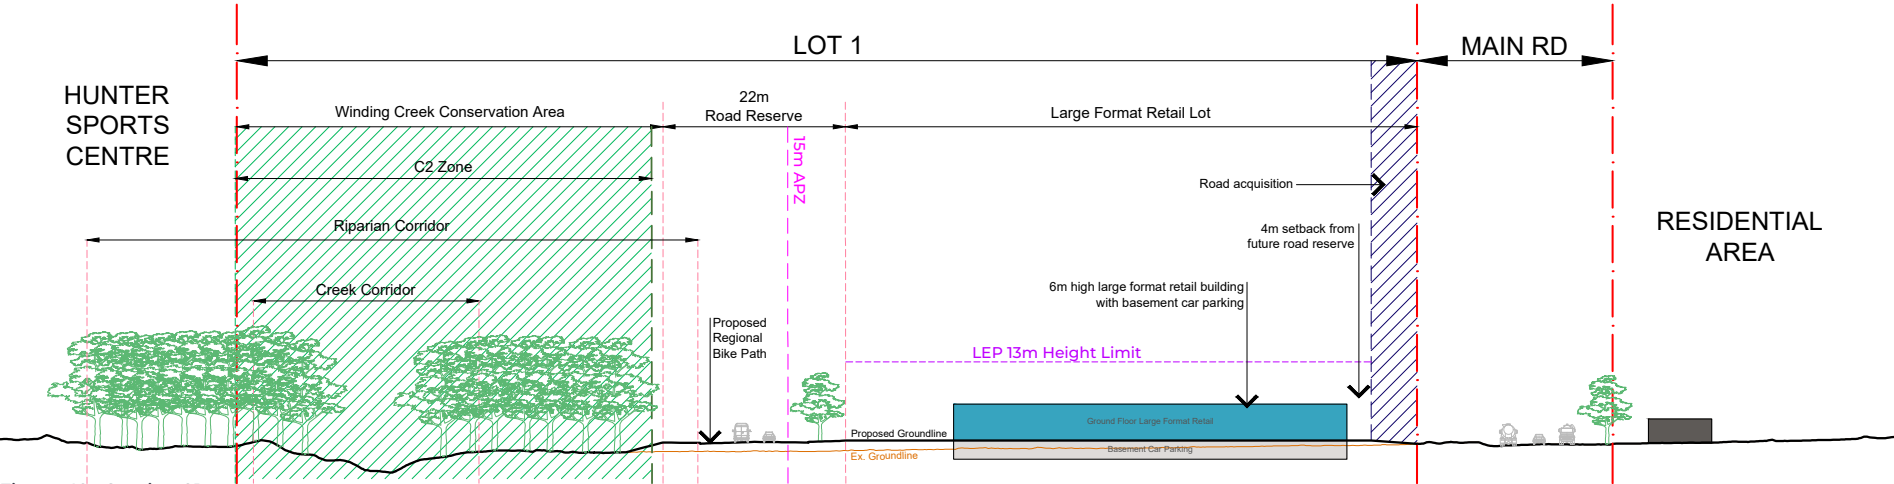 LOT 1
MAIN RD
HUNTER
SPORTS
CENTRE
Winding Creek Conservation Area
22m
Road Reserve
Large Format Retail Lot
15m APZ
C2 Zone
Road acquisition
Riparian Corridor
4m setback from
future road reserve
RESIDENTIAL
AREA
Creek Corridor
6m high large format retail building
with basement car parking
Proposed
Regional
Bike Path
LEP 13m Height Limit
Ground Floor Large Format Retail
Proposed Groundline
Ex. Groundline
Basement Car Parking